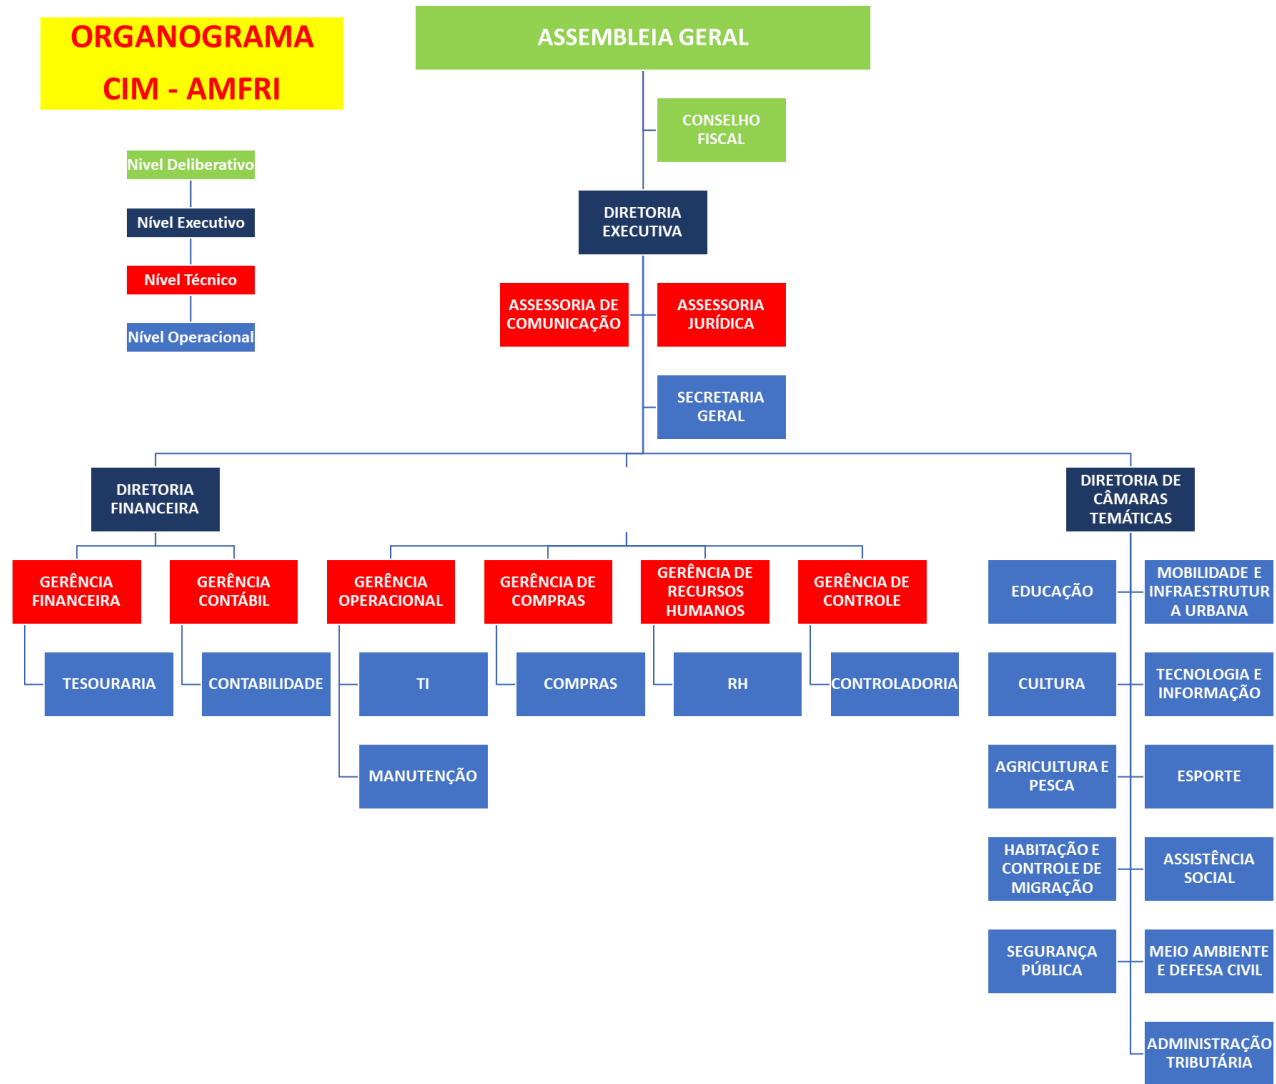 ORGANOGRAMA
CIM - AMFRI
ASSEMBLEIA GERAL
CONSELHO
FISCAL
Nivel Deliberativo
Nível Executivo
Nível Técnico
Nível Operacional
DIRETORIA
EXECUTIVA
ASSESSORIA DE
COMUNICAÇÃO
ASSESSORIA
JURÍDICA
SECRETARIA
GERAL
DIRETORIA
FINANCEIRA
DIRETORIA DE
CÂMARAS
TEMÁTICAS
GERÊNCIA
FINANCEIRA
GERÊNCIA
CONTÁBIL
GERÊNCIA
OPERACIONAL
GERÊNCIA DE
COMPRAS
GERÊNCIA DE
RECURSOS
HUMANOS
GERÊNCIA DE
CONTROLE
EDUCAÇÃO
MOBILIDADE E
INFRAESTRUTUR
A URBANA
TESOURARIA
CONTABILIDADE
TI
COMPRAS
RH
CONTROLADORIA
CULTURA
TECNOLOGIA E
INFORMAÇÃO
MANUTENÇÃO
AGRICULTURA E
PESCA
ESPORTE
HABITAÇÃO E
CONTROLE DE
MIGRAÇÃO
ASSISTÊNCIA
SOCIAL
SEGURANÇA
PÚBLICA
MEIO AMBIENTE
E DEFESA CIVIL
ADMINISTRAÇÃO
TRIBUTÁRIA